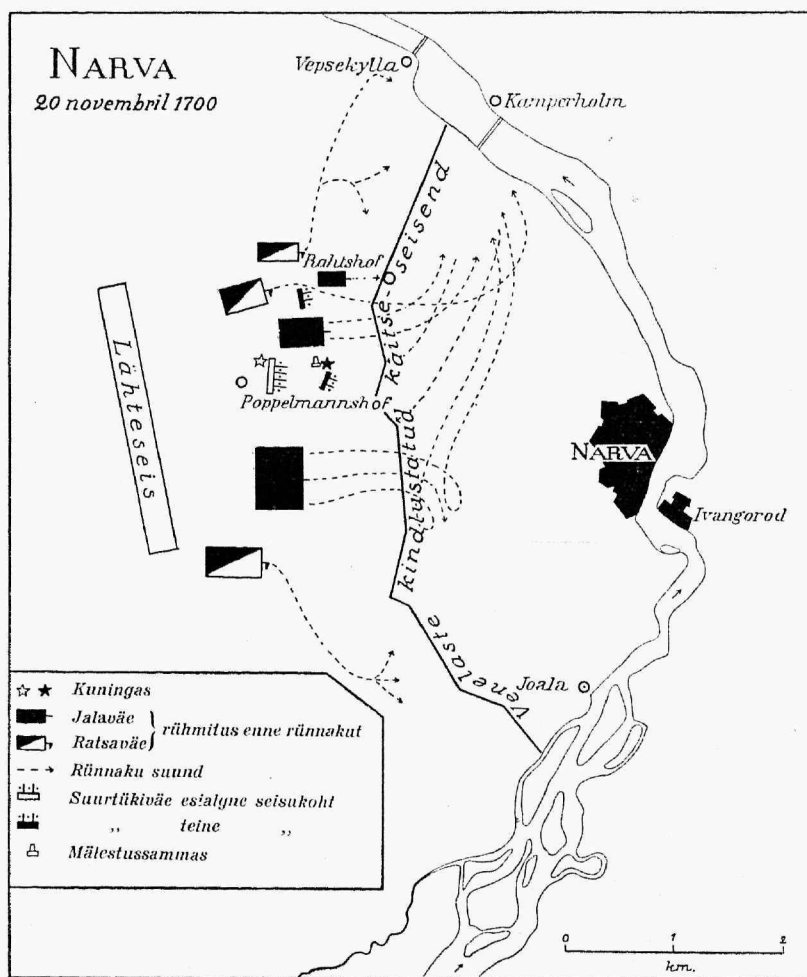 NARVA
20 novembril 1700
Vepsekylla
Kamperholm
Rahtshof
Lähteseis
Poppelmannshof
Venelaste kindlustatud kaitse-seisend
NARVA
Ivangorod
Joala
Kuningas
Jalaväe
Ratsaväe
rühmitus enne rünnakut
Rünnaku suund
Suurtükiväe esialgne seisukoht
„ teine „
Mälestussammas
0 1 2
km.